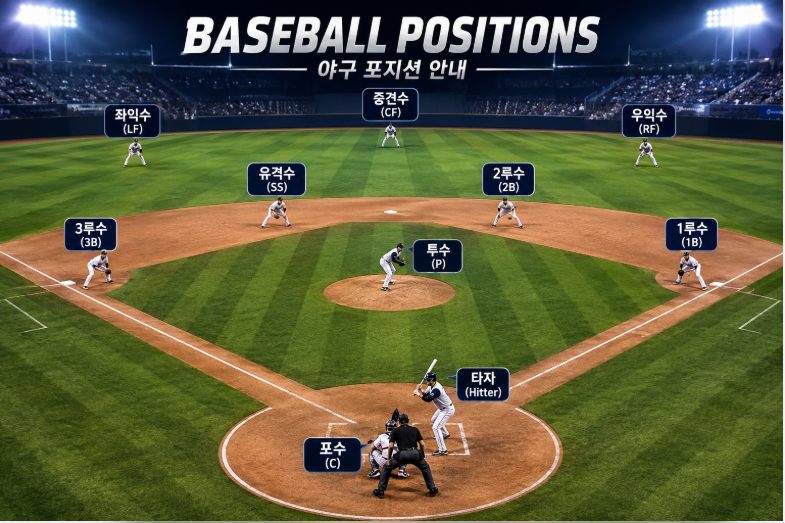 BASEBALL POSITIONS
야구 포지션 안내
중견수
(CF)
좌익수
(LF)
우익수
(RF)
유격수
(SS)
2루수
(2B)
3루수
(3B)
1루수
(1B)
투수
(P)
타자
(Hitter)
포수
(C)